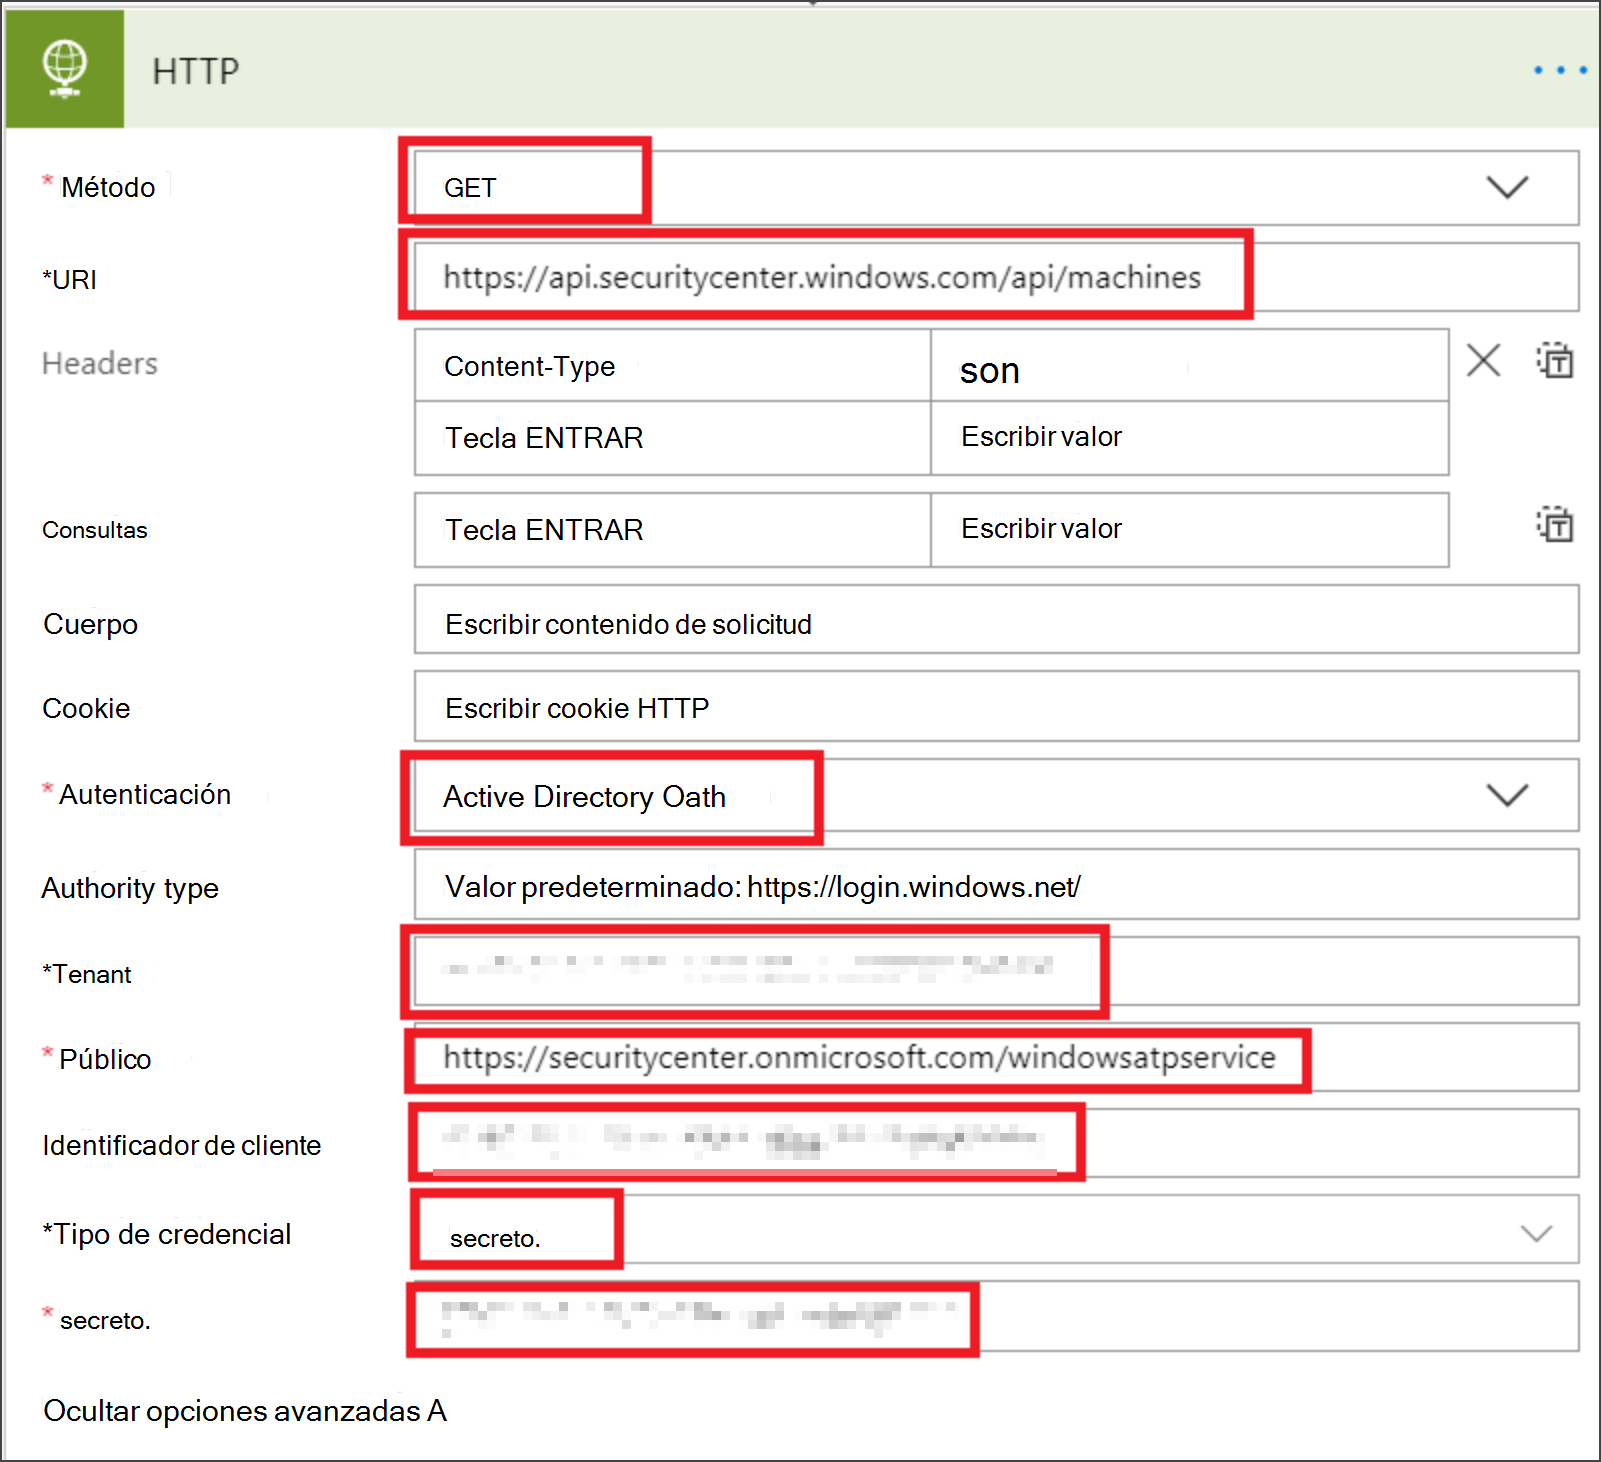 HTTP
* Método
GET
*URI
https://api.securitycenter.windows.com/api/machines
Headers
Content-Type
son
Tecla ENTRAR
Escribir valor
Consultas
Tecla ENTRAR
Escribir valor
Cuerpo
Escribir contenido de solicitud
Cookie
Escribir cookie HTTP
* Autenticación
Active Directory Oath
Authority type
Valor predeterminado: https://login.windows.net/
*Tenant
* Público
https://securitycenter.onmicrosoft.com/windowsatpservice
Identificador de cliente
*Tipo de credencial
secreto.
* secreto.
Ocultar opciones avanzadas A